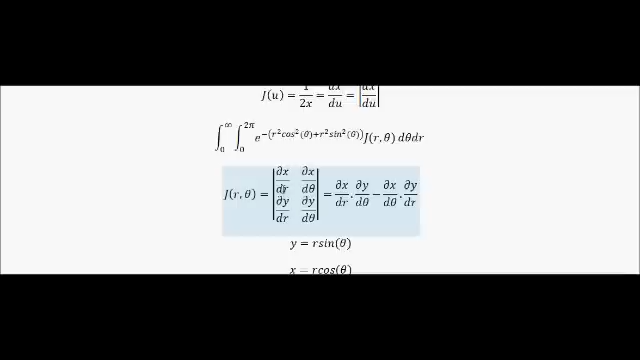 J(u) = 1/2x = dx/du = |dx/du|
∫₀^∞ ∫₀^2π e^−(r²cos²(θ)+r²sin²(θ)) J(r, θ) dθdr
J(r, θ) = |∂x/dr ∂x/dθ ∂y/dr ∂y/dθ| = ∂x/dr . ∂y/dθ − ∂x/dθ . ∂y/dr
y = rsin(θ)
x = rcos(θ)